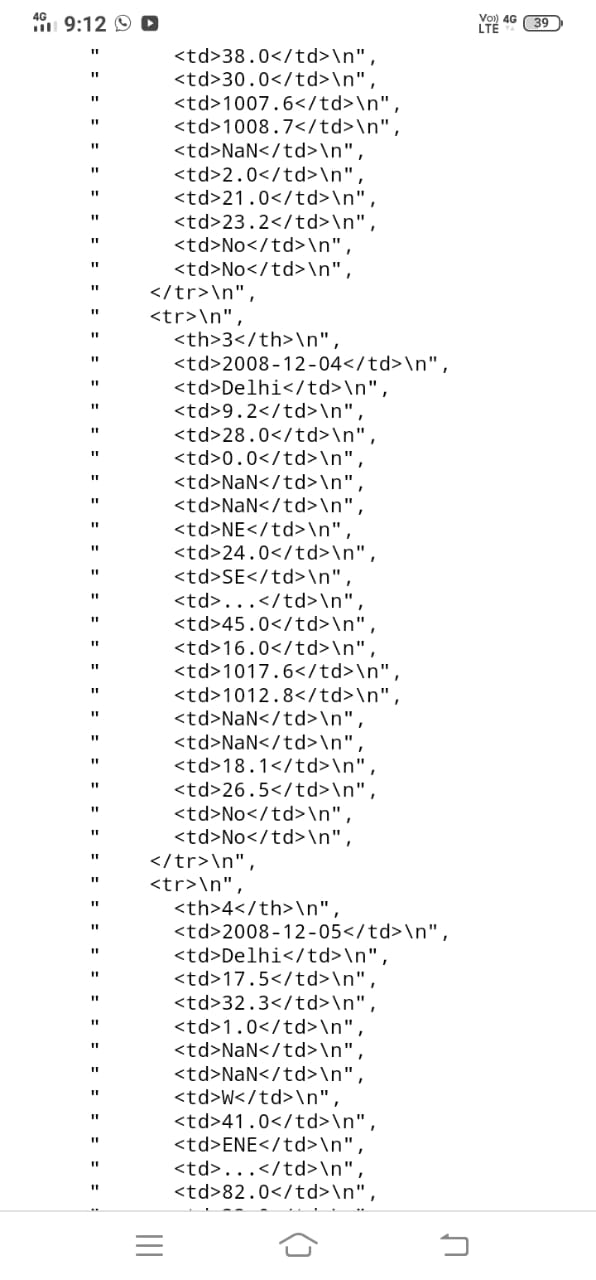 4G 9:12 Vo)) 4G LTE 39
" <td>38.0</td>\n",
" <td>30.0</td>\n",
" <td>1007.6</td>\n",
" <td>1008.7</td>\n",
" <td>NaN</td>\n",
" <td>2.0</td>\n",
" <td>21.0</td>\n",
" <td>23.2</td>\n",
" <td>No</td>\n",
" <td>No</td>\n",
" </tr>\n",
" <tr>\n",
" <th>3</th>\n",
" <td>2008-12-04</td>\n",
" <td>Delhi</td>\n",
" <td>9.2</td>\n",
" <td>28.0</td>\n",
" <td>0.0</td>\n",
" <td>NaN</td>\n",
" <td>NaN</td>\n",
" <td>NE</td>\n",
" <td>24.0</td>\n",
" <td>SE</td>\n",
" <td>...</td>\n",
" <td>45.0</td>\n",
" <td>16.0</td>\n",
" <td>1017.6</td>\n",
" <td>1012.8</td>\n",
" <td>NaN</td>\n",
" <td>NaN</td>\n",
" <td>18.1</td>\n",
" <td>26.5</td>\n",
" <td>No</td>\n",
" <td>No</td>\n",
" </tr>\n",
" <tr>\n",
" <th>4</th>\n",
" <td>2008-12-05</td>\n",
" <td>Delhi</td>\n",
" <td>17.5</td>\n",
" <td>32.3</td>\n",
" <td>1.0</td>\n",
" <td>NaN</td>\n",
" <td>NaN</td>\n",
" <td>W</td>\n",
" <td>41.0</td>\n",
" <td>ENE</td>\n",
" <td>...</td>\n",
" <td>82.0</td>\n",